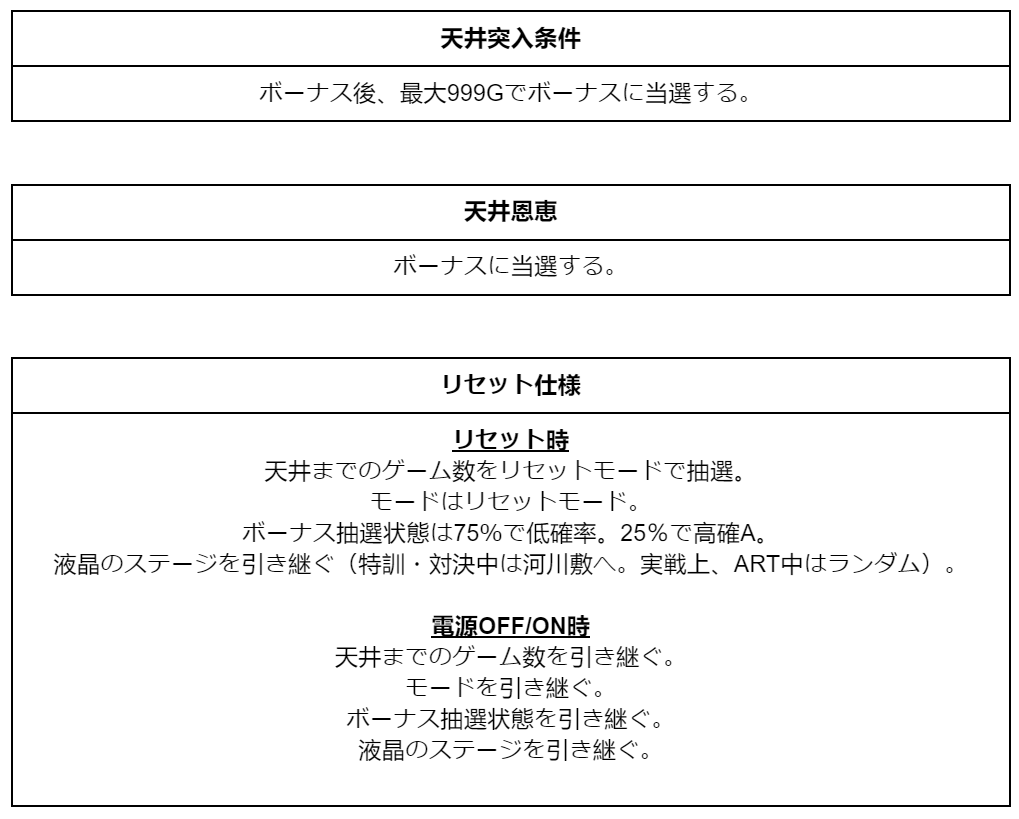 天井突入条件
ボーナス後、最大999Gでボーナスに当選する。
天井恩恵
ボーナスに当選する。
リセット仕様
リセット時
天井までのゲーム数をリセットモードで抽選。
モードはリセットモード。
ボーナス抽選状態は75%で低確率。25%で高確A。
液晶のステージを引き継ぐ（特訓・対決中は河川敷へ。実戦上、ART中はランダム）。
電源OFF/ON時
天井までのゲーム数を引き継ぐ。
モードを引き継ぐ。
ボーナス抽選状態を引き継ぐ。
液晶のステージを引き継ぐ。